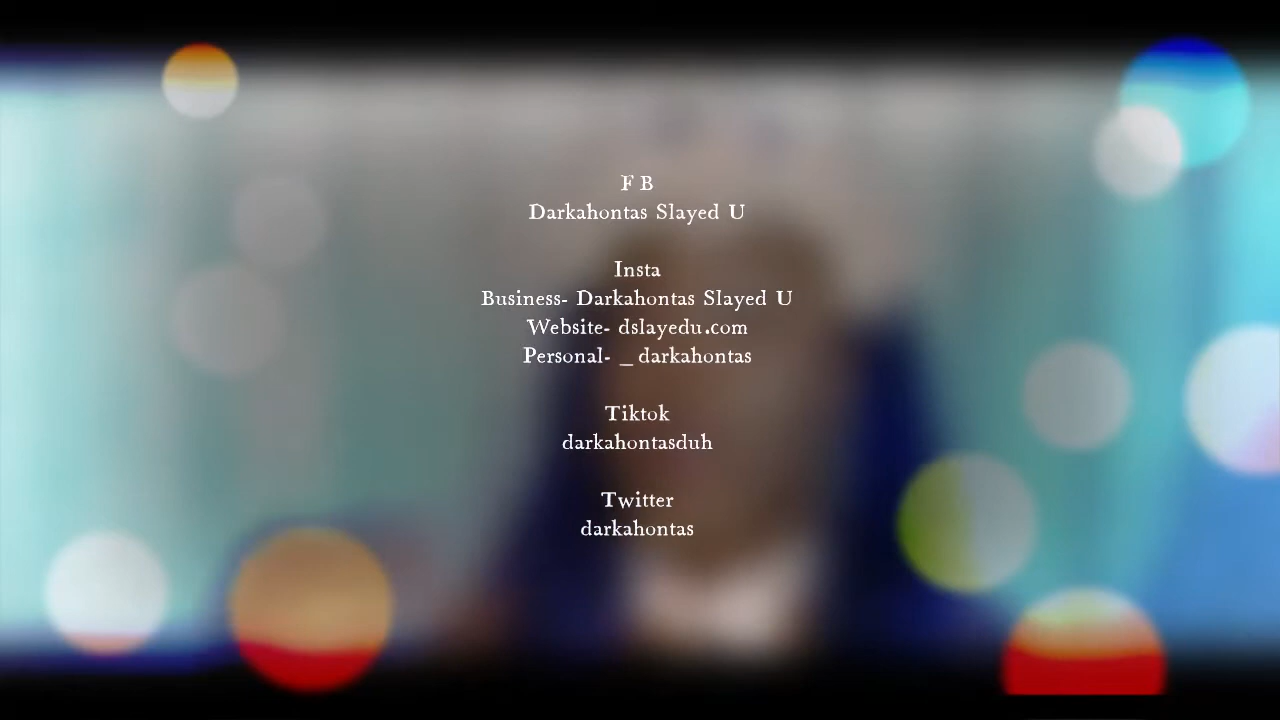 F B
Darkahontas Slayed U
Insta
Business- Darkahontas Slayed U
Website- dslayedu.com
Personal- _darkahontas
Tiktok
darkahontasduh
Twitter
darkahontas